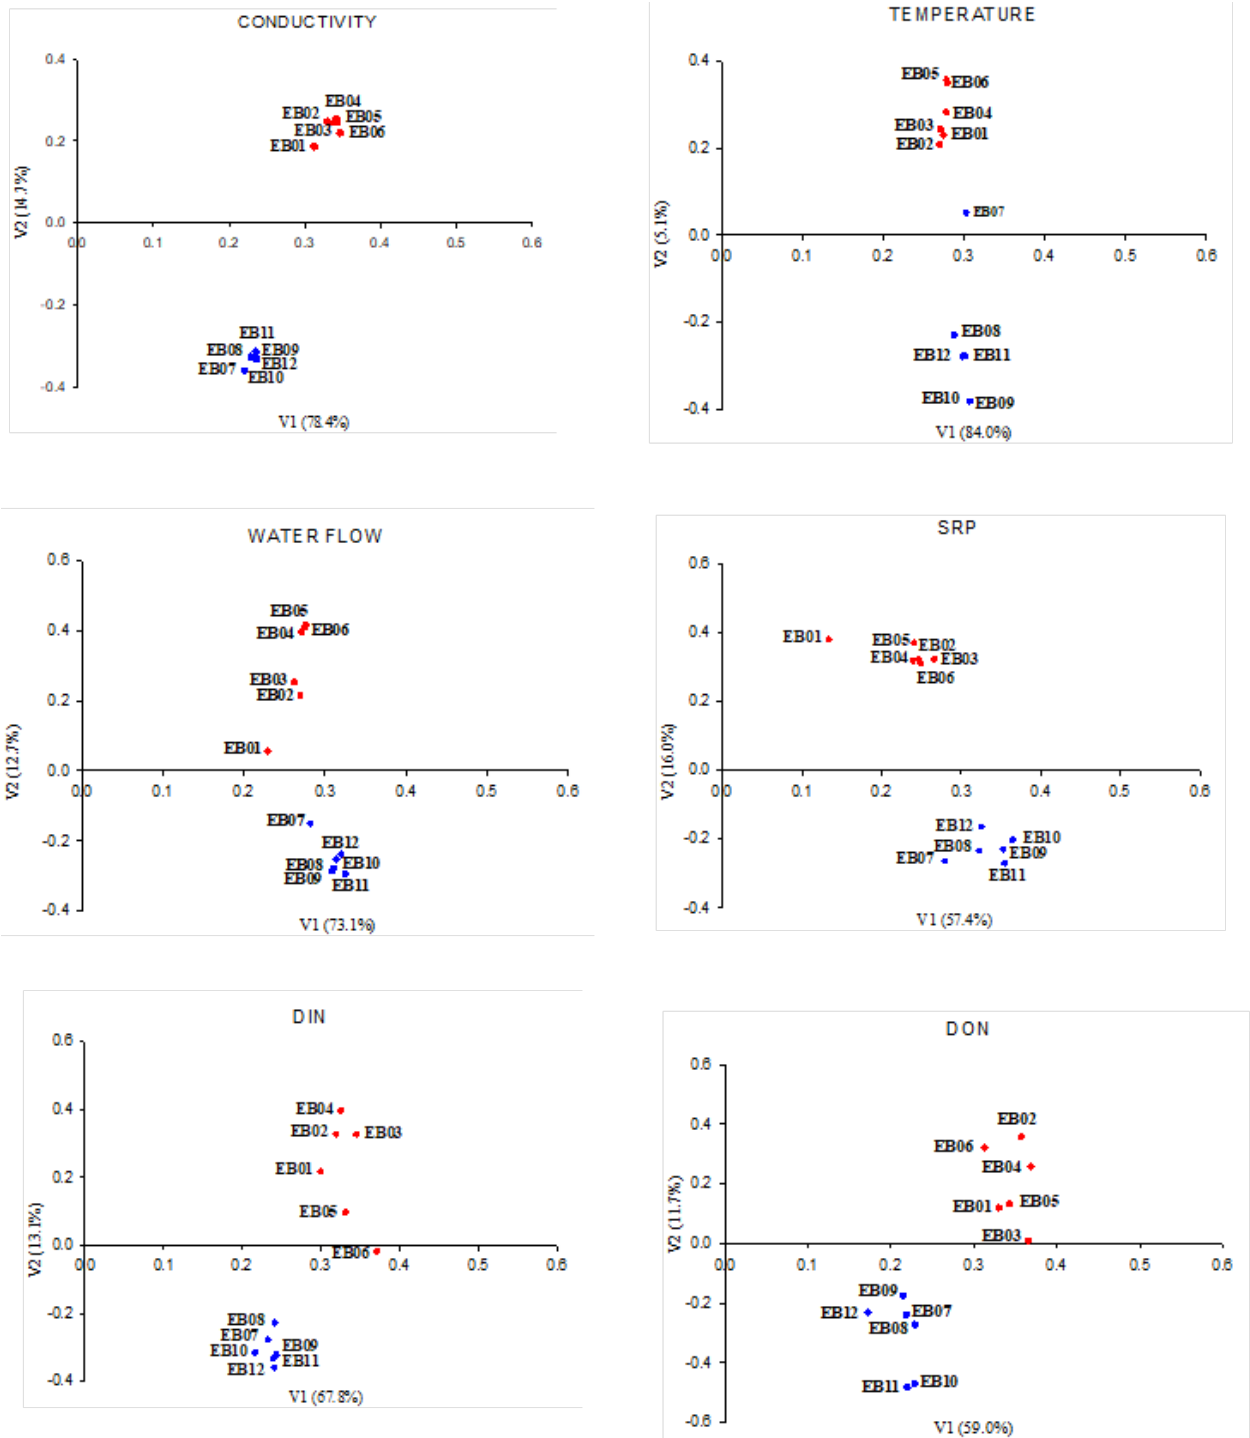 CONDUCTIVITY
0.4
EB04
EB02
EB05
EB03
EB06
EB01
0.2
V2 (14.7%)
0.0
0.0 0.1 0.2 0.3 0.4 0.5 0.6
-0.2
EB11
EB08
EB09
EB12
EB07
EB10
-0.4
V1 (78.4%)
TEMPERATURE
0.4
EB05
EB06
EB04
EB03
EB01
EB02
0.2
EB07
V2 (5.1%)
0.0
0.0 0.1 0.2 0.3 0.4 0.5 0.6
-0.2
EB08
EB12
EB11
EB10
EB09
-0.4
V1 (84.0%)
WATER FLOW
0.6
EB05
0.4
EB04
EB06
EB03
0.2
EB02
EB01
V2 (12.7%)
0.0
0.0 0.1 0.2 0.3 0.4 0.5 0.6
EB07
-0.2
EB12
EB08
EB10
EB09
EB11
-0.4
V1 (73.1%)
SRP
0.6
0.4
EB01
EB05
EB02
EB04
EB03
EB06
0.2
V2 (16.0%)
0.0
0.0 0.1 0.2 0.3 0.4 0.5 0.6
EB12
-0.2
EB10
EB08
EB09
EB07
EB11
-0.4
V1 (57.4%)
DIN
0.6
0.4
EB04
EB02
EB03
EB01
0.2
EB05
V2 (13.1%)
0.0
EB06
0.0 0.1 0.2 0.3 0.4 0.5 0.6
-0.2
EB08
EB07
EB09
EB10
EB11
EB12
-0.4
V1 (67.8%)
DON
0.6
0.4
EB02
EB06
EB04
0.2
EB01
EB05
EB03
V2 (11.7%)
0.0
0.0 0.1 0.2 0.3 0.4 0.5 0.6
EB09
-0.2
EB12
EB07
EB08
-0.4
EB11
EB10
-0.6
V1 (59.0%)